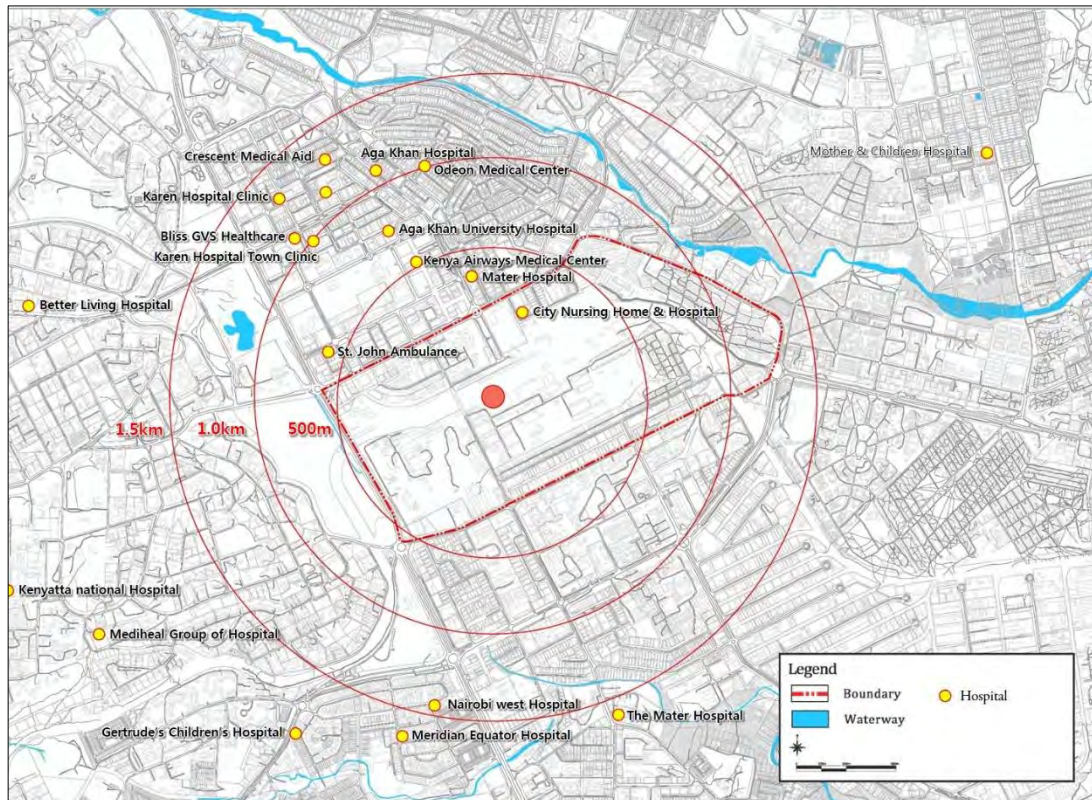 Crescent Medical Aid
Aga Khan Hospital
Odeon Medical Center
Mother & Children Hospital
Karen Hospital Clinic
Bliss GVS Healthcare
Aga Khan University Hospital
Karen Hospital Town Clinic
Kenya Airways Medical Center
Mater Hospital
Better Living Hospital
City Nursing Home & Hospital
St. John Ambulance
1.5km
1.0km
500m
Kenyatta national Hospital
Mediheal Group of Hospital
Nairobi west Hospital
The Mater Hospital
Gertrude's Children's Hospital
Meridian Equator Hospital
Legend
Boundary
Hospital
Waterway